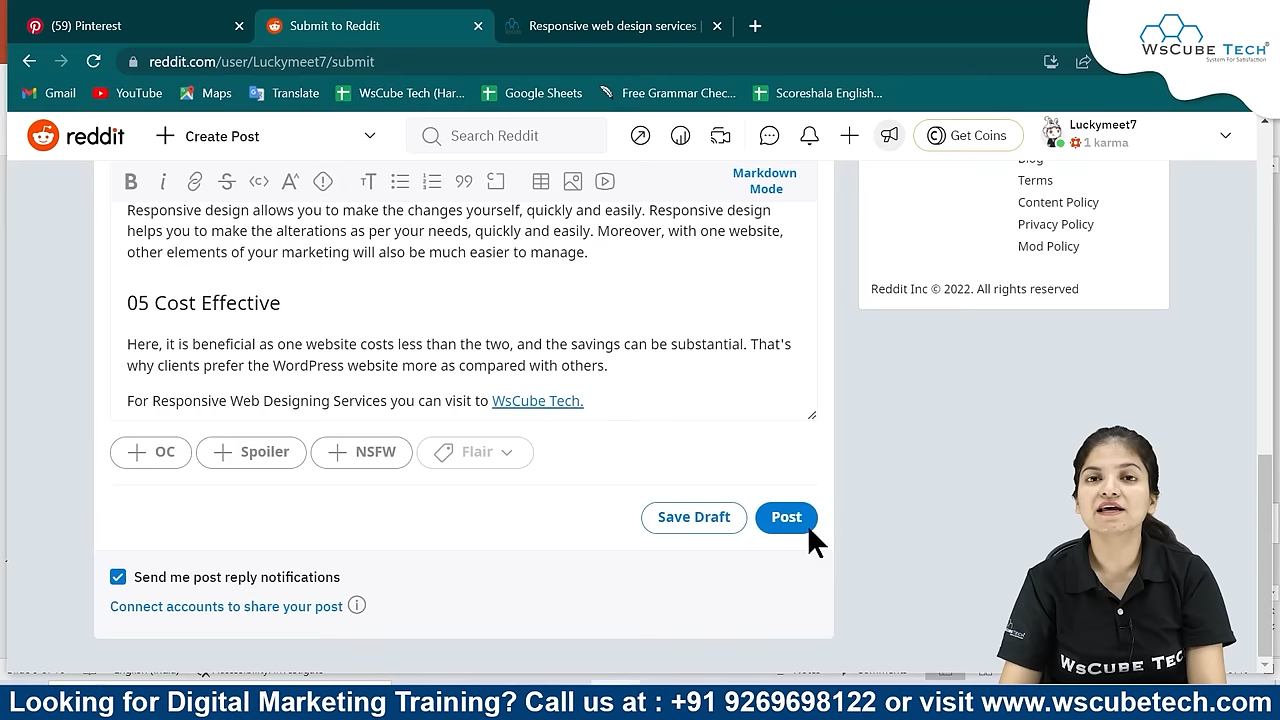 (59) Pinterest
Submit to Reddit
Responsive web design services
WsCube Tech®
System For Satisfaction
reddit.com/user/Luckymeet7/submit
Gmail
YouTube
Maps
Translate
WsCube Tech (Har...
Google Sheets
Free Grammar Chec...
Scoreshala English...
reddit
Create Post
Search Reddit
Get Coins
Luckymeet7
1 karma
Markdown
Mode
Terms
Content Policy
Privacy Policy
Mod Policy
Reddit Inc © 2022. All rights reserved
Responsive design allows you to make the changes yourself, quickly and easily. Responsive design
helps you to make the alterations as per your needs, quickly and easily. Moreover, with one website,
other elements of your marketing will also be much easier to manage.
05 Cost Effective
Here, it is beneficial as one website costs less than the two, and the savings can be substantial. That's
why clients prefer the WordPress website more as compared with others.
For Responsive Web Designing Services you can visit to WsCube Tech.
OC
Spoiler
NSFW
Flair
Save Draft
Post
Send me post reply notifications
Connect accounts to share your post
WsCube Tec
Looking for Digital Marketing Training? Call us at : +91 9269698122 or visit www.wscubetech.com